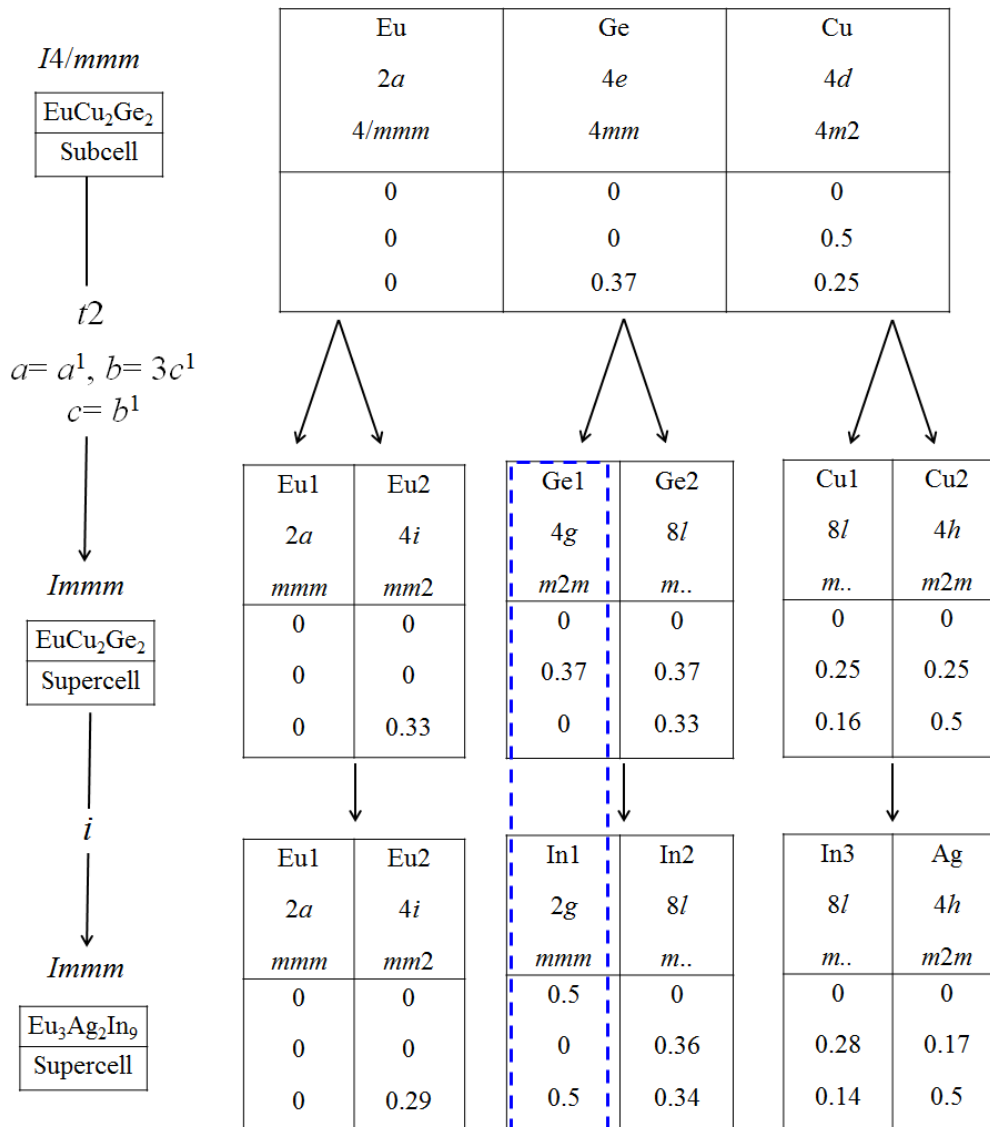 I4/mmm
EuCu₂Ge₂
Subcell
t2
a= a¹, b= 3c¹
c= b¹
Immm
EuCu₂Ge₂
Supercell
i
Immm
Eu₃Ag₂In₉
Supercell
Eu Ge Cu
2a 4e 4d
4/mmm 4mm 4m2
0 0 0
0 0 0.5
0 0.37 0.25
Eu1 Eu2 Ge1 Ge2 Cu1 Cu2
2a 4i 4g 8l 8l 4h
mmm mm2 m2m m.. m.. m2m
0 0 0 0 0 0
0 0 0.37 0.37 0.25 0.25
0 0.33 0 0.33 0.16 0.5
Eu1 Eu2 In1 In2 In3 Ag
2a 4i 2g 8l 8l 4h
mmm mm2 mmm m.. m.. m2m
0 0 0.5 0 0 0
0 0 0 0.36 0.28 0.17
0 0.29 0.5 0.34 0.14 0.5